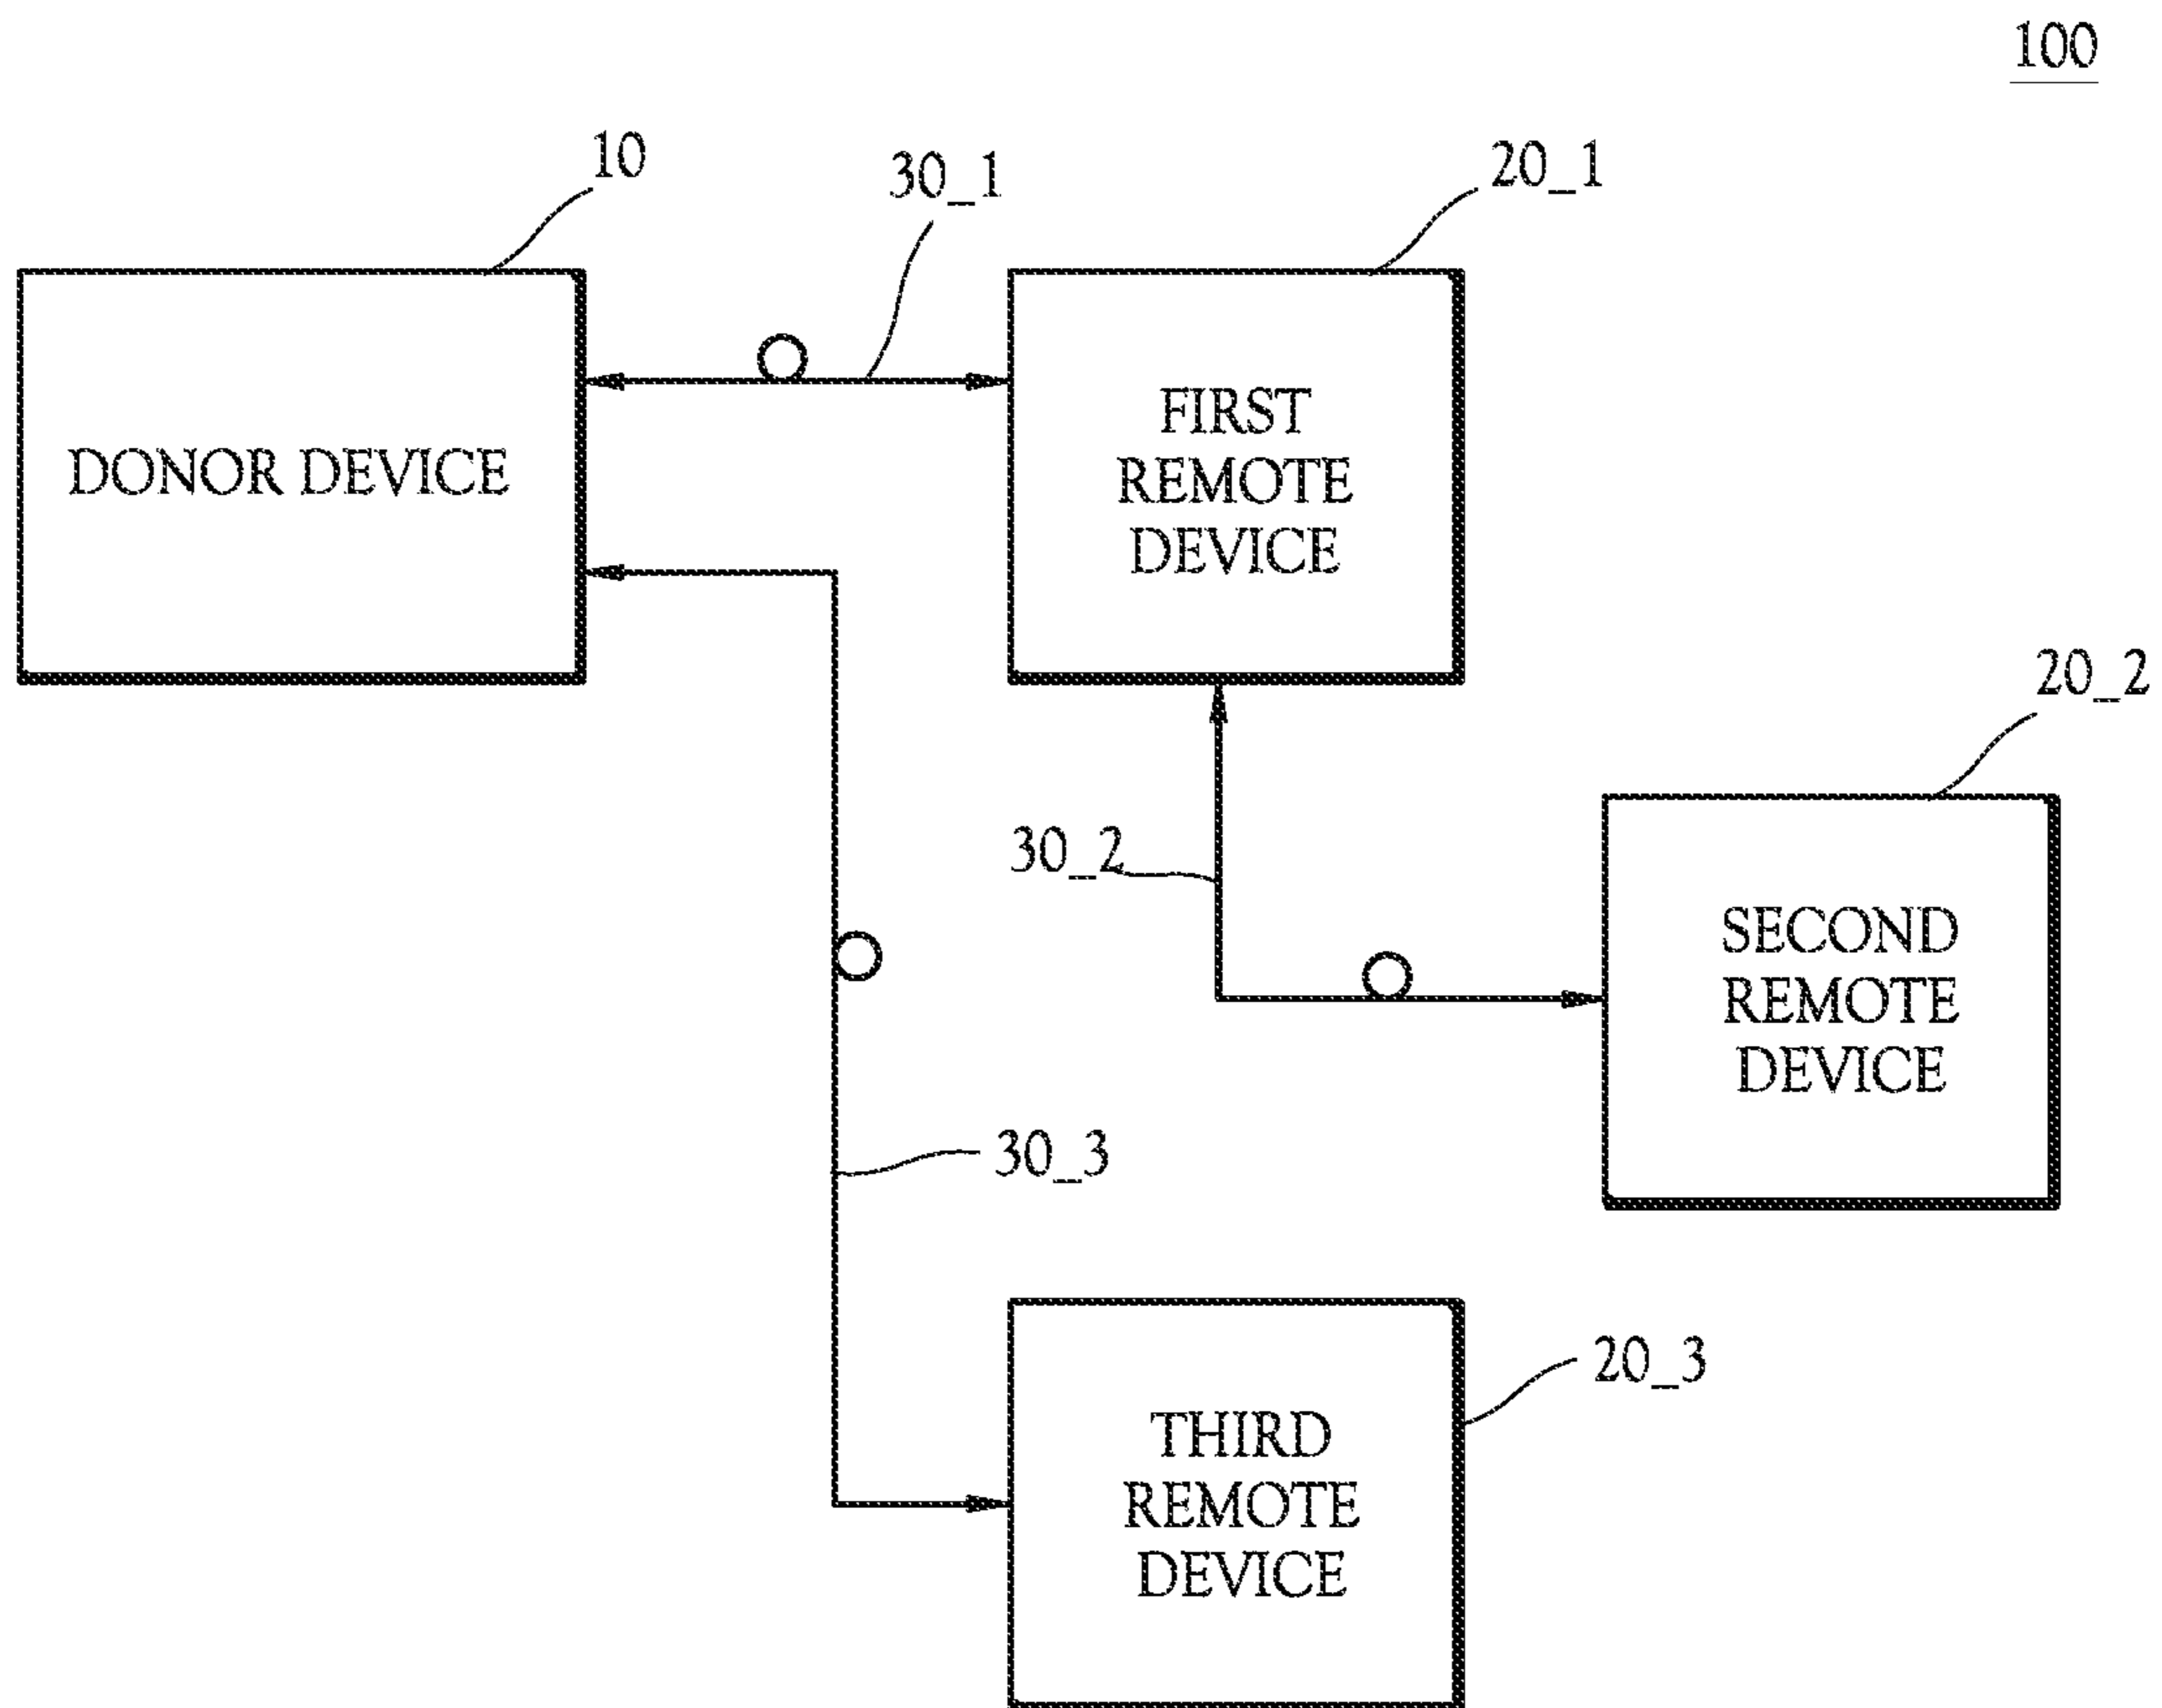 100
10
30_1
20_1
DONOR DEVICE
FIRST
REMOTE
DEVICE
20_2
30_2
SECOND
REMOTE
DEVICE
30_3
20_3
THIRD
REMOTE
DEVICE